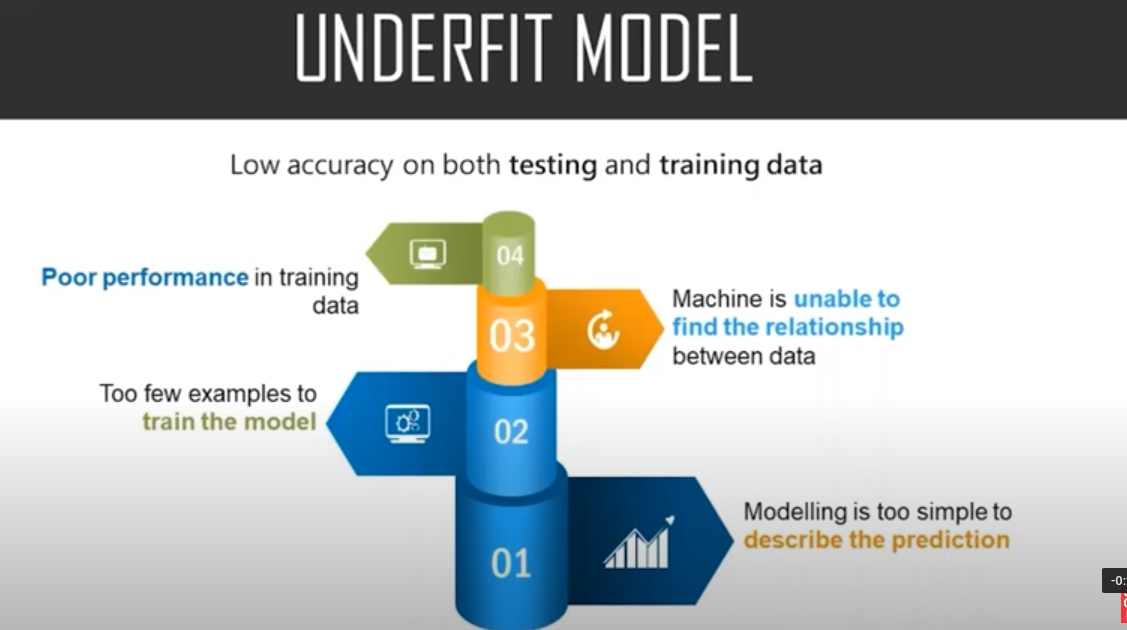 UNDERFIT MODEL
Low accuracy on both testing and training data
04
Poor performance in training
data
03
Machine is unable to
find the relationship
between data
Too few examples to
train the model
02
01
Modelling is too simple to
describe the prediction
-0: